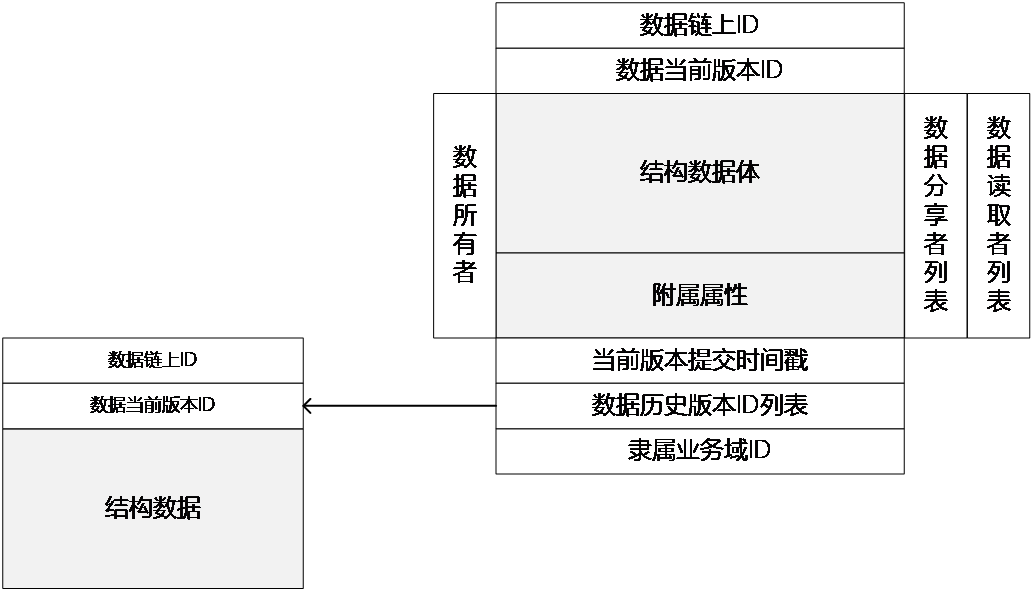 数据链上ID
数据当前版本ID
数据所有者
结构数据体
附属属性
数据分享者列表
数据读取者列表
当前版本提交时间戳
数据历史版本ID列表
隶属业务域ID
数据链上ID
数据当前版本ID
结构数据